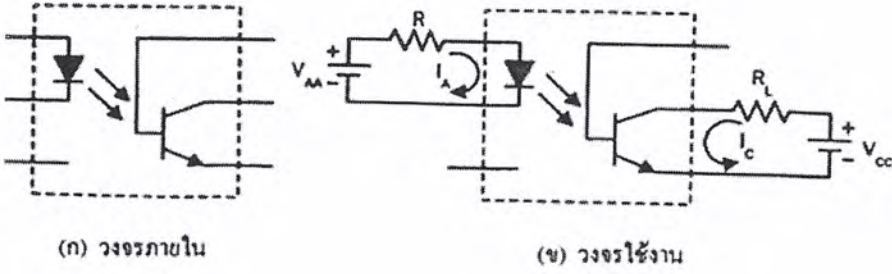 R
V_AA
+
-
I_A
R_L
I_C
+
-
V_CC
(ก) วงจรภายใน
(ข) วงจรใช้งาน